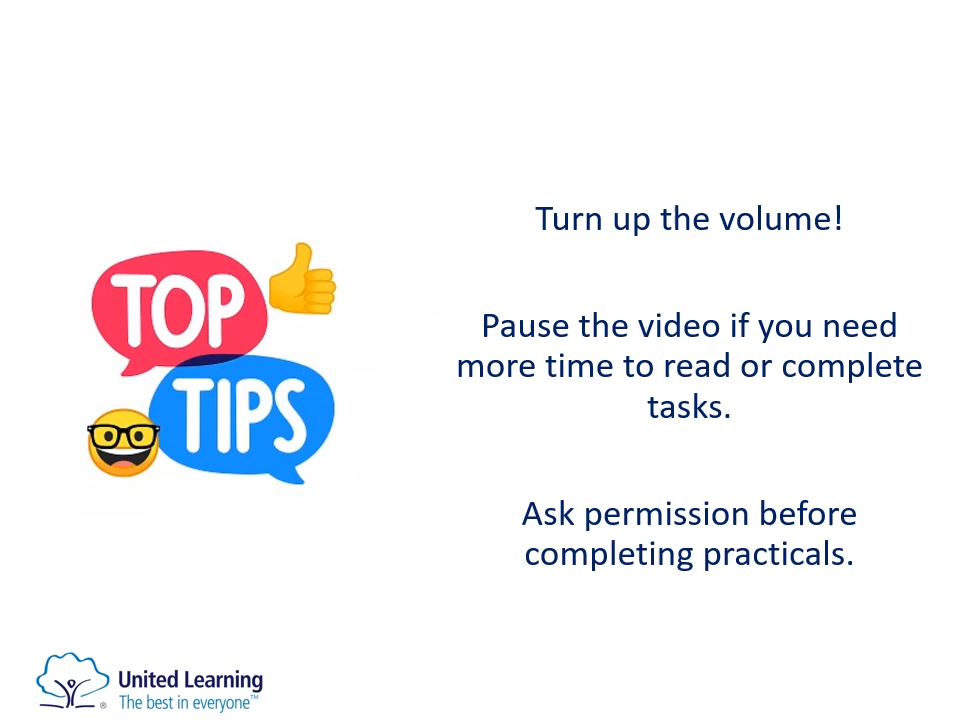 TOP
TIPS
Turn up the volume!
Pause the video if you need
more time to read or complete
tasks.
Ask permission before
completing practicals.
United Learning
The best in everyone™
®